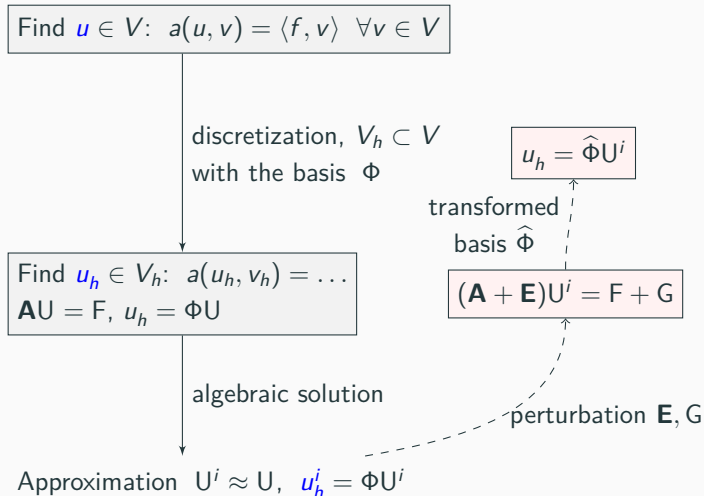 Find u ∈ V: a(u, v) = ⟨f, v⟩ ∀v ∈ V
discretization, V_h ⊂ V
with the basis Φ
u_h = Φ̂U^i
transformed
basis Φ̂
Find u_h ∈ V_h: a(u_h, v_h) = ...
AU = F, u_h = ΦU
(A + E)U^i = F + G
algebraic solution
perturbation E, G
Approximation U^i ≈ U, u_h^i = ΦU^i